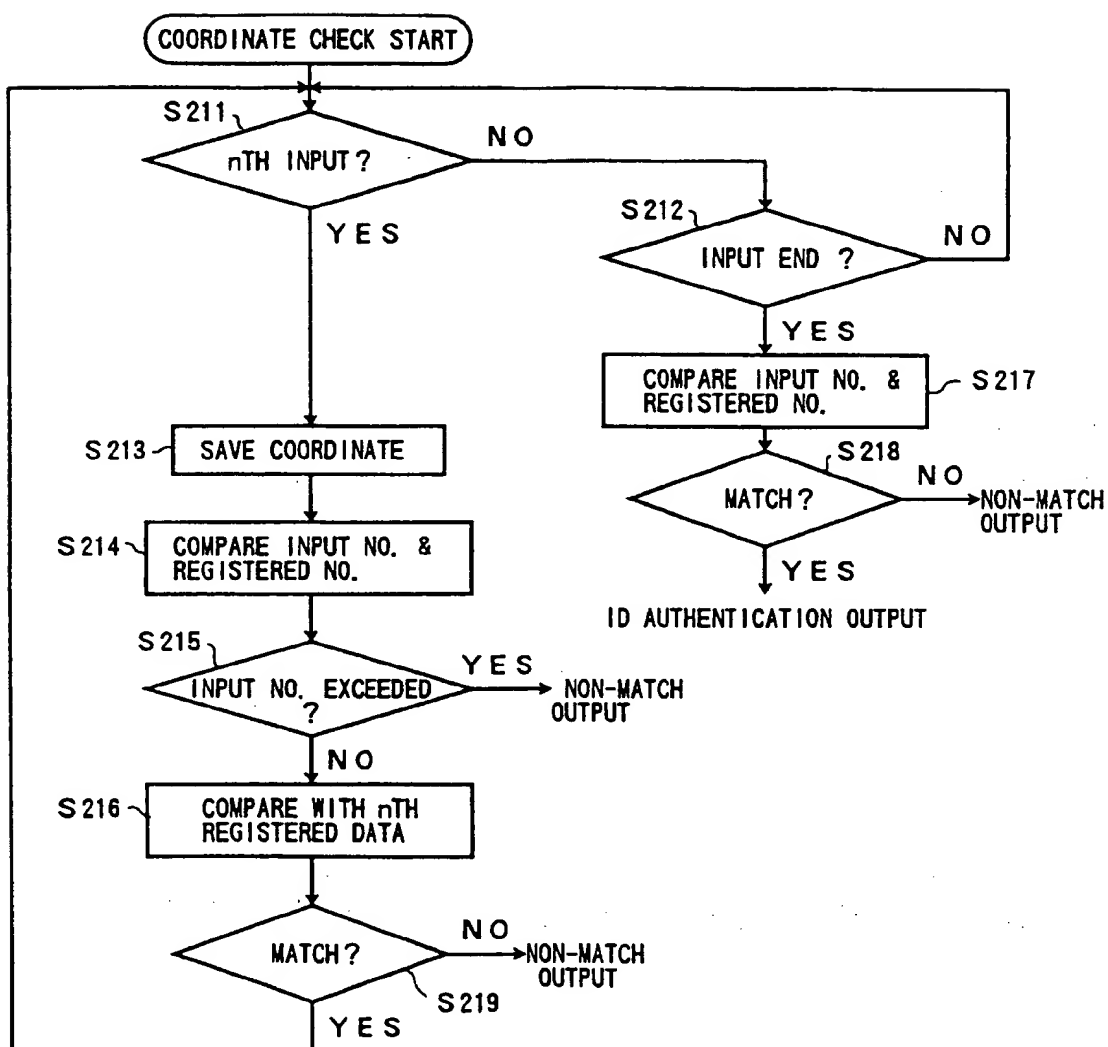 COORDINATE CHECK START
S211
nTH INPUT?
NO
YES
S212
INPUT END ?
NO
YES
COMPARE INPUT NO. &
REGISTERED NO.
S217
S218
MATCH?
NO
NON-MATCH
OUTPUT
YES
ID AUTHENTICATION OUTPUT
S213
SAVE COORDINATE
S214
COMPARE INPUT NO. &
REGISTERED NO.
S215
INPUT NO. EXCEEDED
?
YES
NON-MATCH
OUTPUT
NO
S216
COMPARE WITH nTH
REGISTERED DATA
MATCH?
NO
NON-MATCH
OUTPUT
S219
YES